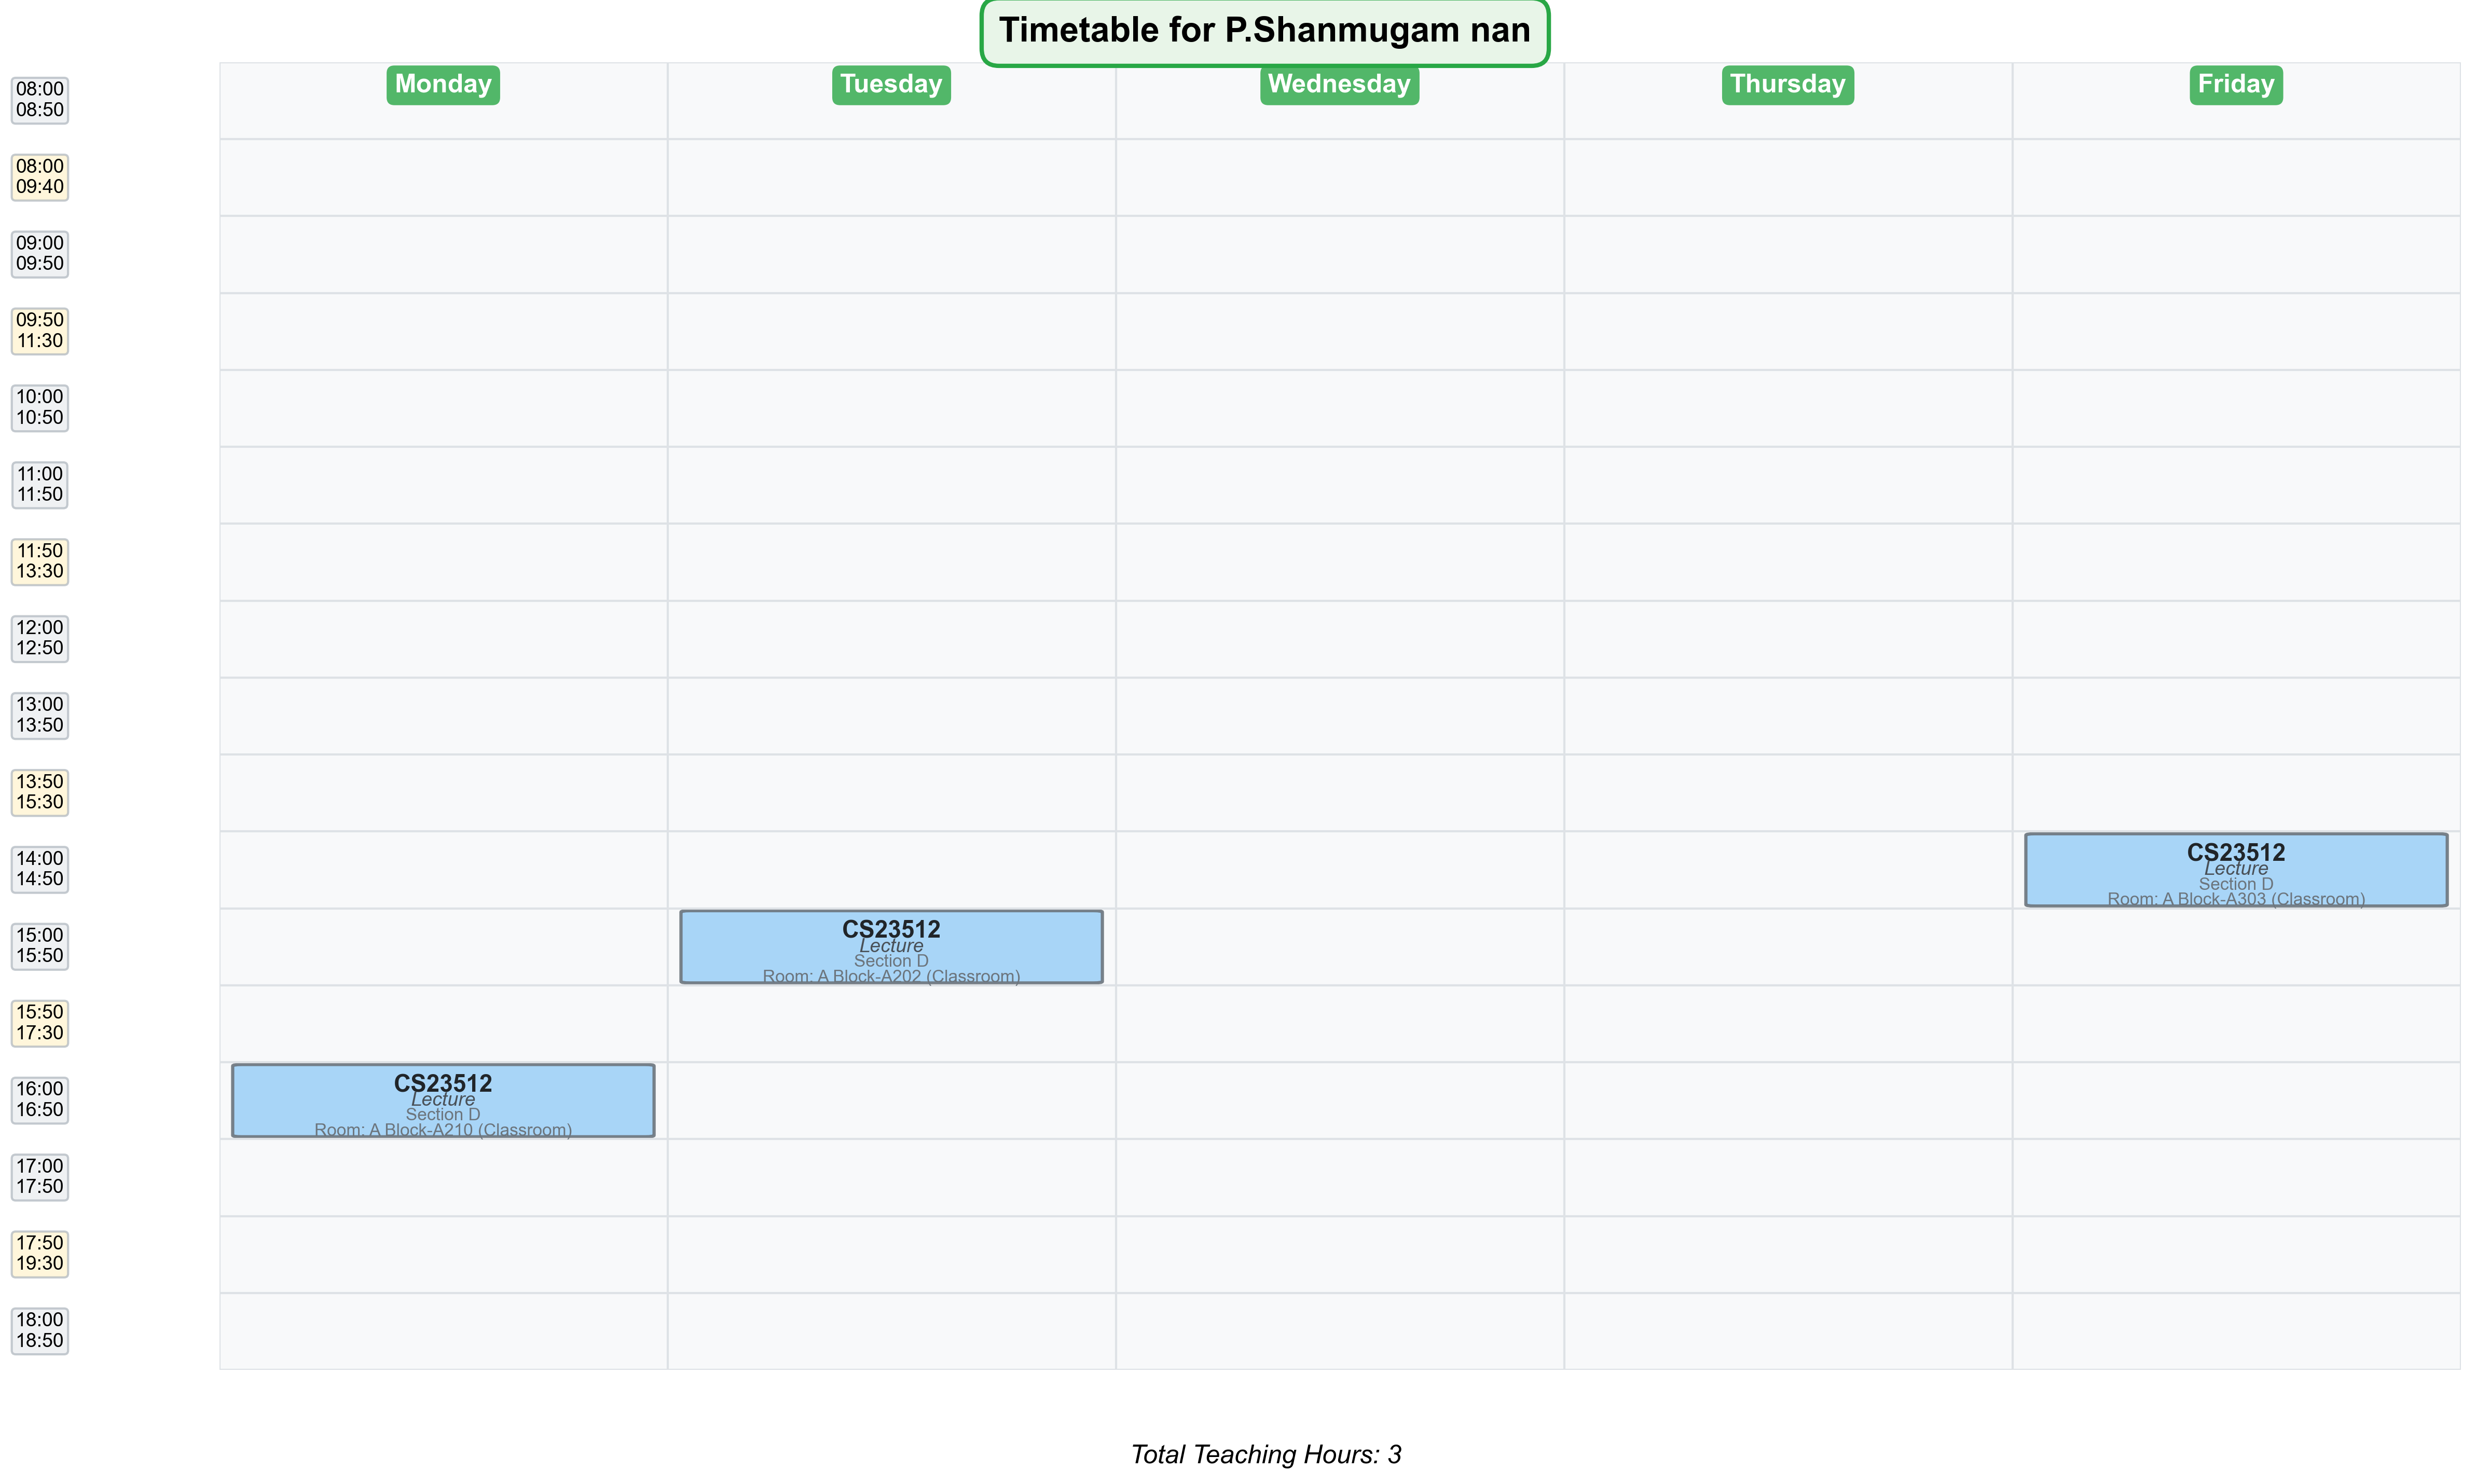 Timetable for P.Shanmugam nan
Monday
Tuesday
Wednesday
Thursday
Friday
08:00
08:50
08:00
09:40
09:00
09:50
09:50
11:30
10:00
10:50
11:00
11:50
11:50
13:30
12:00
12:50
13:00
13:50
13:50
15:30
14:00
14:50
CS23512
Lecture
Section D
Room: A Block-A303 (Classroom)
15:00
15:50
CS23512
Lecture
Section D
Room: A Block-A202 (Classroom)
15:50
17:30
16:00
16:50
CS23512
Lecture
Section D
Room: A Block-A210 (Classroom)
17:00
17:50
17:50
19:30
18:00
18:50
Total Teaching Hours: 3